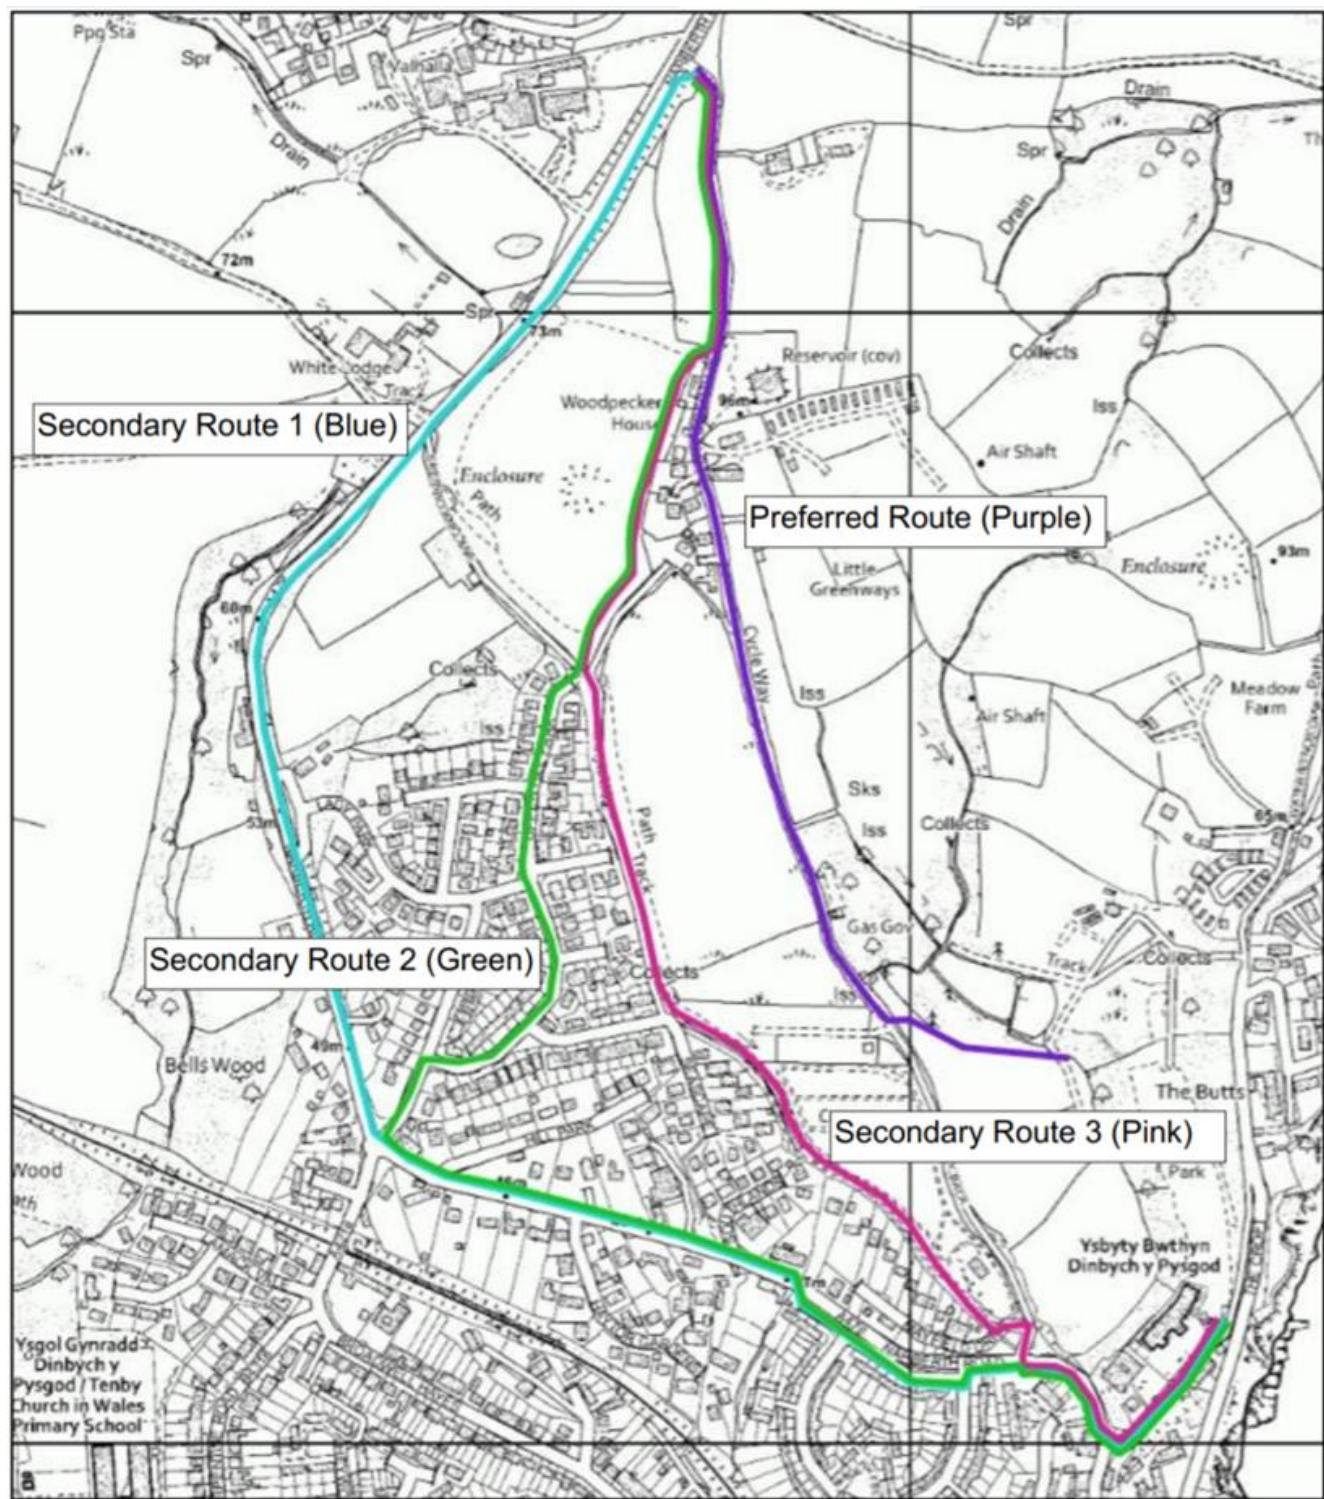 Ppg Sta
Spr
Spr
Valhalla
Drain
Spr
Drain
Drain
72m
Spr
73m
White Lodge
Track
Reservoir (cov)
Collects
Iss
Secondary Route 1 (Blue)
Woodpecker
House
96m
Air Shaft
Enclosure
Path
Preferred Route (Purple)
Little
Greenways
Enclosure
93m
60m
Collects
Iss
Cycle Way
Iss
Air Shaft
Meadow
Farm
Path
53m
Path
Track
Sks
Iss
Collects
65m
Secondary Route 2 (Green)
Collects
Gas Gov
Iss
Track
Collects
49m
Bells Wood
The Butts
Secondary Route 3 (Pink)
Wood
Park
Ysbyty Bwthyn
Dinbych y Pysgod
Ysgol Gynradd
Dinbych y
Pysgod / Tenby
Church in Wales
Primary School